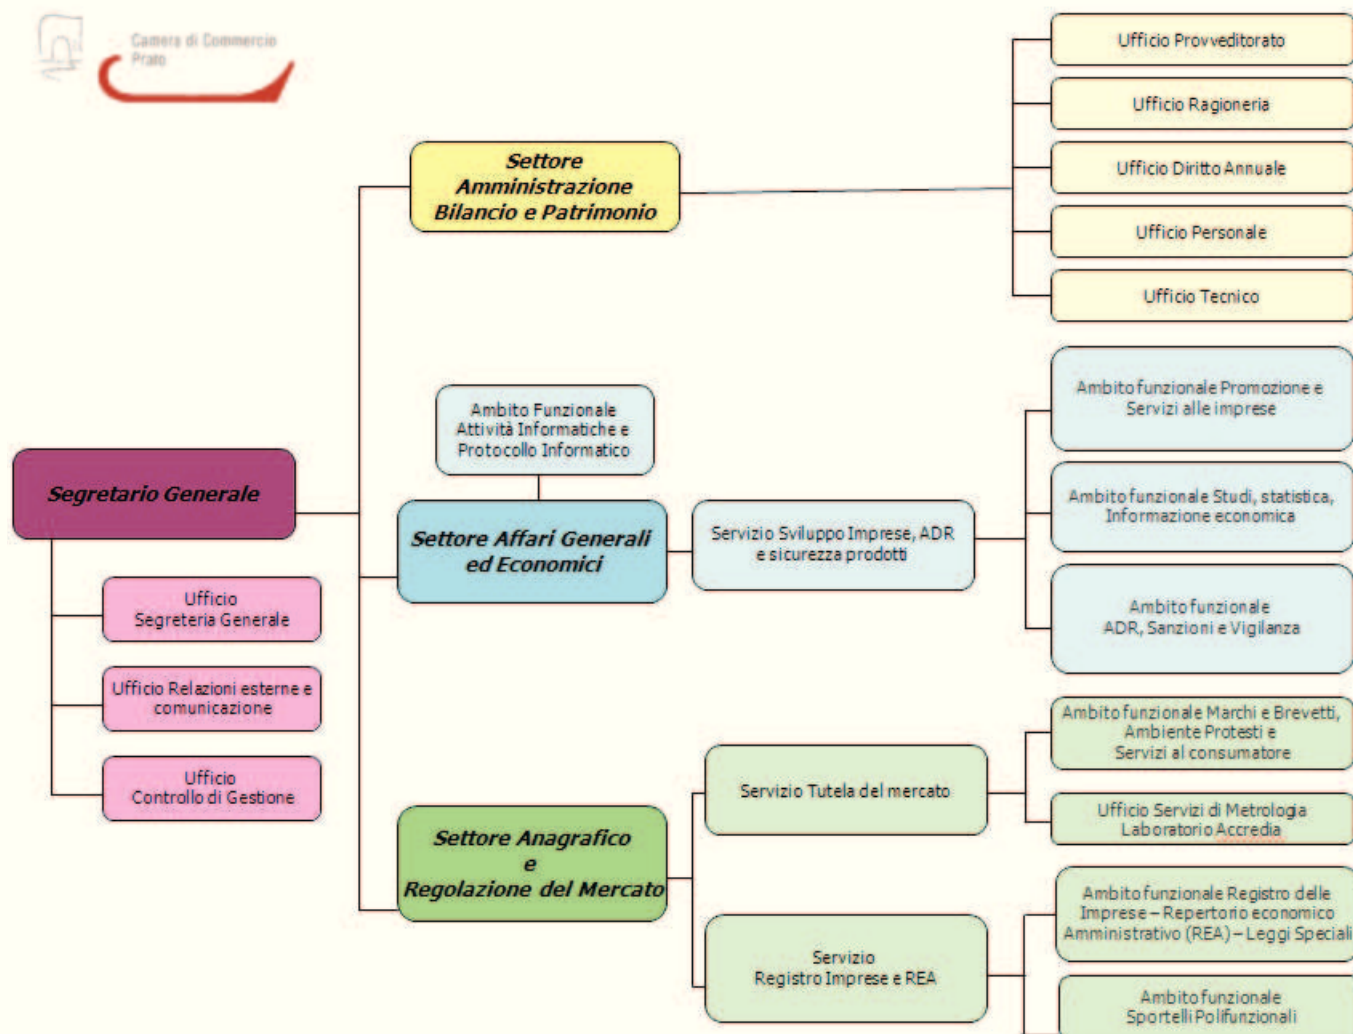 Camera di Commercio
Prato
Ufficio Provveditorato
Ufficio Ragioneria
Ufficio Diritto Annuale
Ufficio Personale
Ufficio Tecnico
Settore
Amministrazione
Bilancio e Patrimonio
Ambito Funzionale
Attività Informatiche e
Protocollo Informatico
Segretario Generale
Settore Affari Generali
ed Economici
Servizio Sviluppo Imprese, ADR
e sicurezza prodotti
Ambito funzionale Promozione e
Servizi alle imprese
Ambito funzionale Studi, statistica,
Informazione economica
Ambito funzionale
ADR, Sanzioni e Vigilanza
Ufficio
Segreteria Generale
Ufficio Relazioni esterne e
comunicazione
Ufficio
Controllo di Gestione
Settore Anagrafico
e
Regolazione del Mercato
Servizio Tutela del mercato
Ambito funzionale Marchi e Brevetti,
Ambiente Protesti e
Servizi al consumatore
Ufficio Servizi di Metrologia
Laboratorio Accredia
Servizio
Registro Imprese e REA
Ambito funzionale Registro delle
Imprese – Repertorio economico
Amministrativo (REA) – Leggi Speciali
Ambito funzionale
Sportelli Polifunzionali